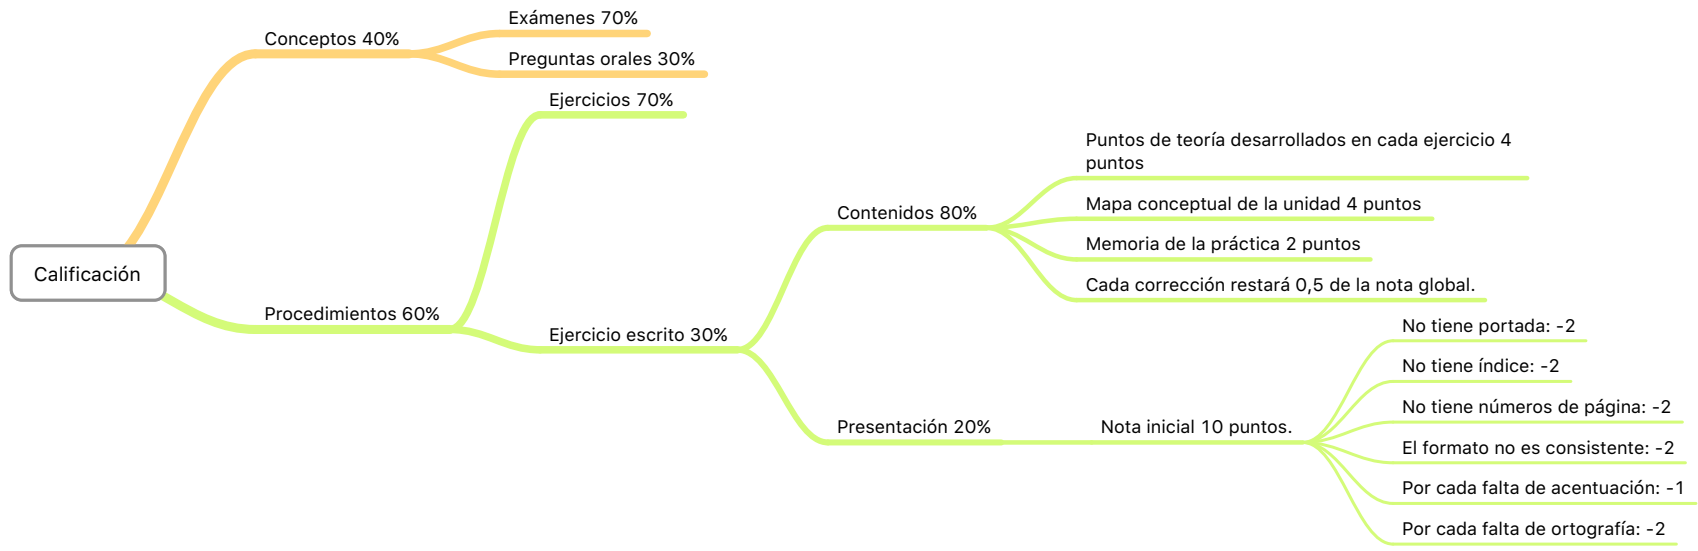 Calificación
Conceptos 40%
Exámenes 70%
Preguntas orales 30%
Procedimientos 60%
Ejercicios 70%
Ejercicio escrito 30%
Contenidos 80%
Puntos de teoría desarrollados en cada ejercicio 4
puntos
Mapa conceptual de la unidad 4 puntos
Memoria de la práctica 2 puntos
Cada corrección restará 0,5 de la nota global.
Presentación 20%
Nota inicial 10 puntos.
No tiene portada: -2
No tiene índice: -2
No tiene números de página: -2
El formato no es consistente: -2
Por cada falta de acentuación: -1
Por cada falta de ortografía: -2